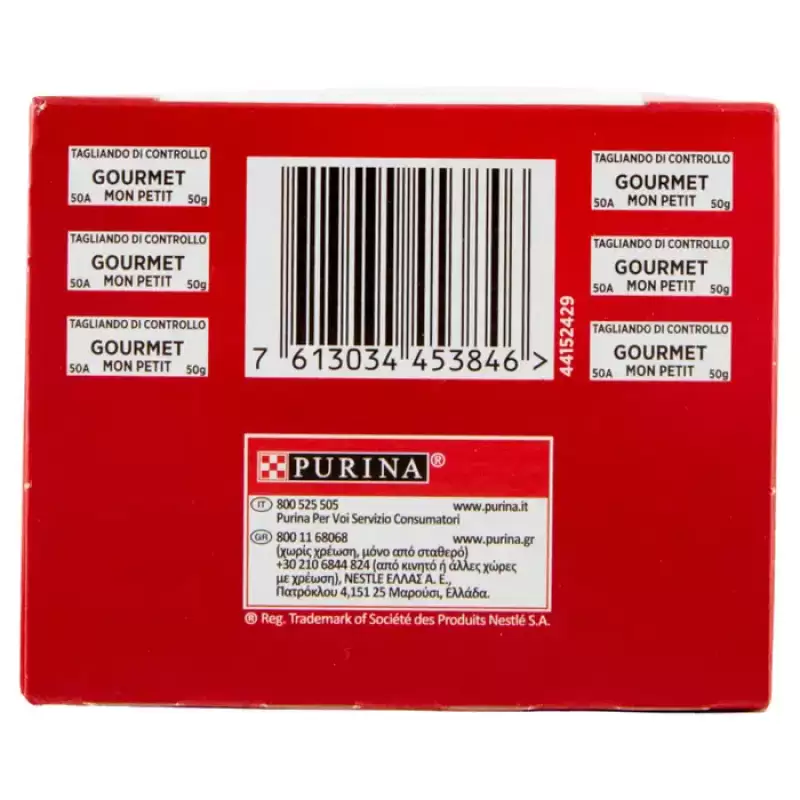 TAGLIANDO DI CONTROLLO
GOURMET
50A MON PETIT 50g
TAGLIANDO DI CONTROLLO
GOURMET
50A MON PETIT 50g
TAGLIANDO DI CONTROLLO
GOURMET
50A MON PETIT 50g
7 613034 453846 >
44152429
TAGLIANDO DI CONTROLLO
GOURMET
50A MON PETIT 50g
TAGLIANDO DI CONTROLLO
GOURMET
50A MON PETIT 50g
TAGLIANDO DI CONTROLLO
GOURMET
50A MON PETIT 50g
PURINA®
IT 800 525 505 www.purina.it
Purina Per Voi Servizio Consumatori
GR 800 11 68068 www.purina.gr
(χωρίς χρέωση, μόνο από σταθερό)
+30 210 6844 824 (από κινητό ή άλλες χώρες
με χρέωση), NESTLE ΕΛΛΑΣ Α. Ε.,
Πατρόκλου 4,151 25 Μαρούσι, Ελλάδα.
® Reg. Trademark of Société des Produits Nestlé S.A.